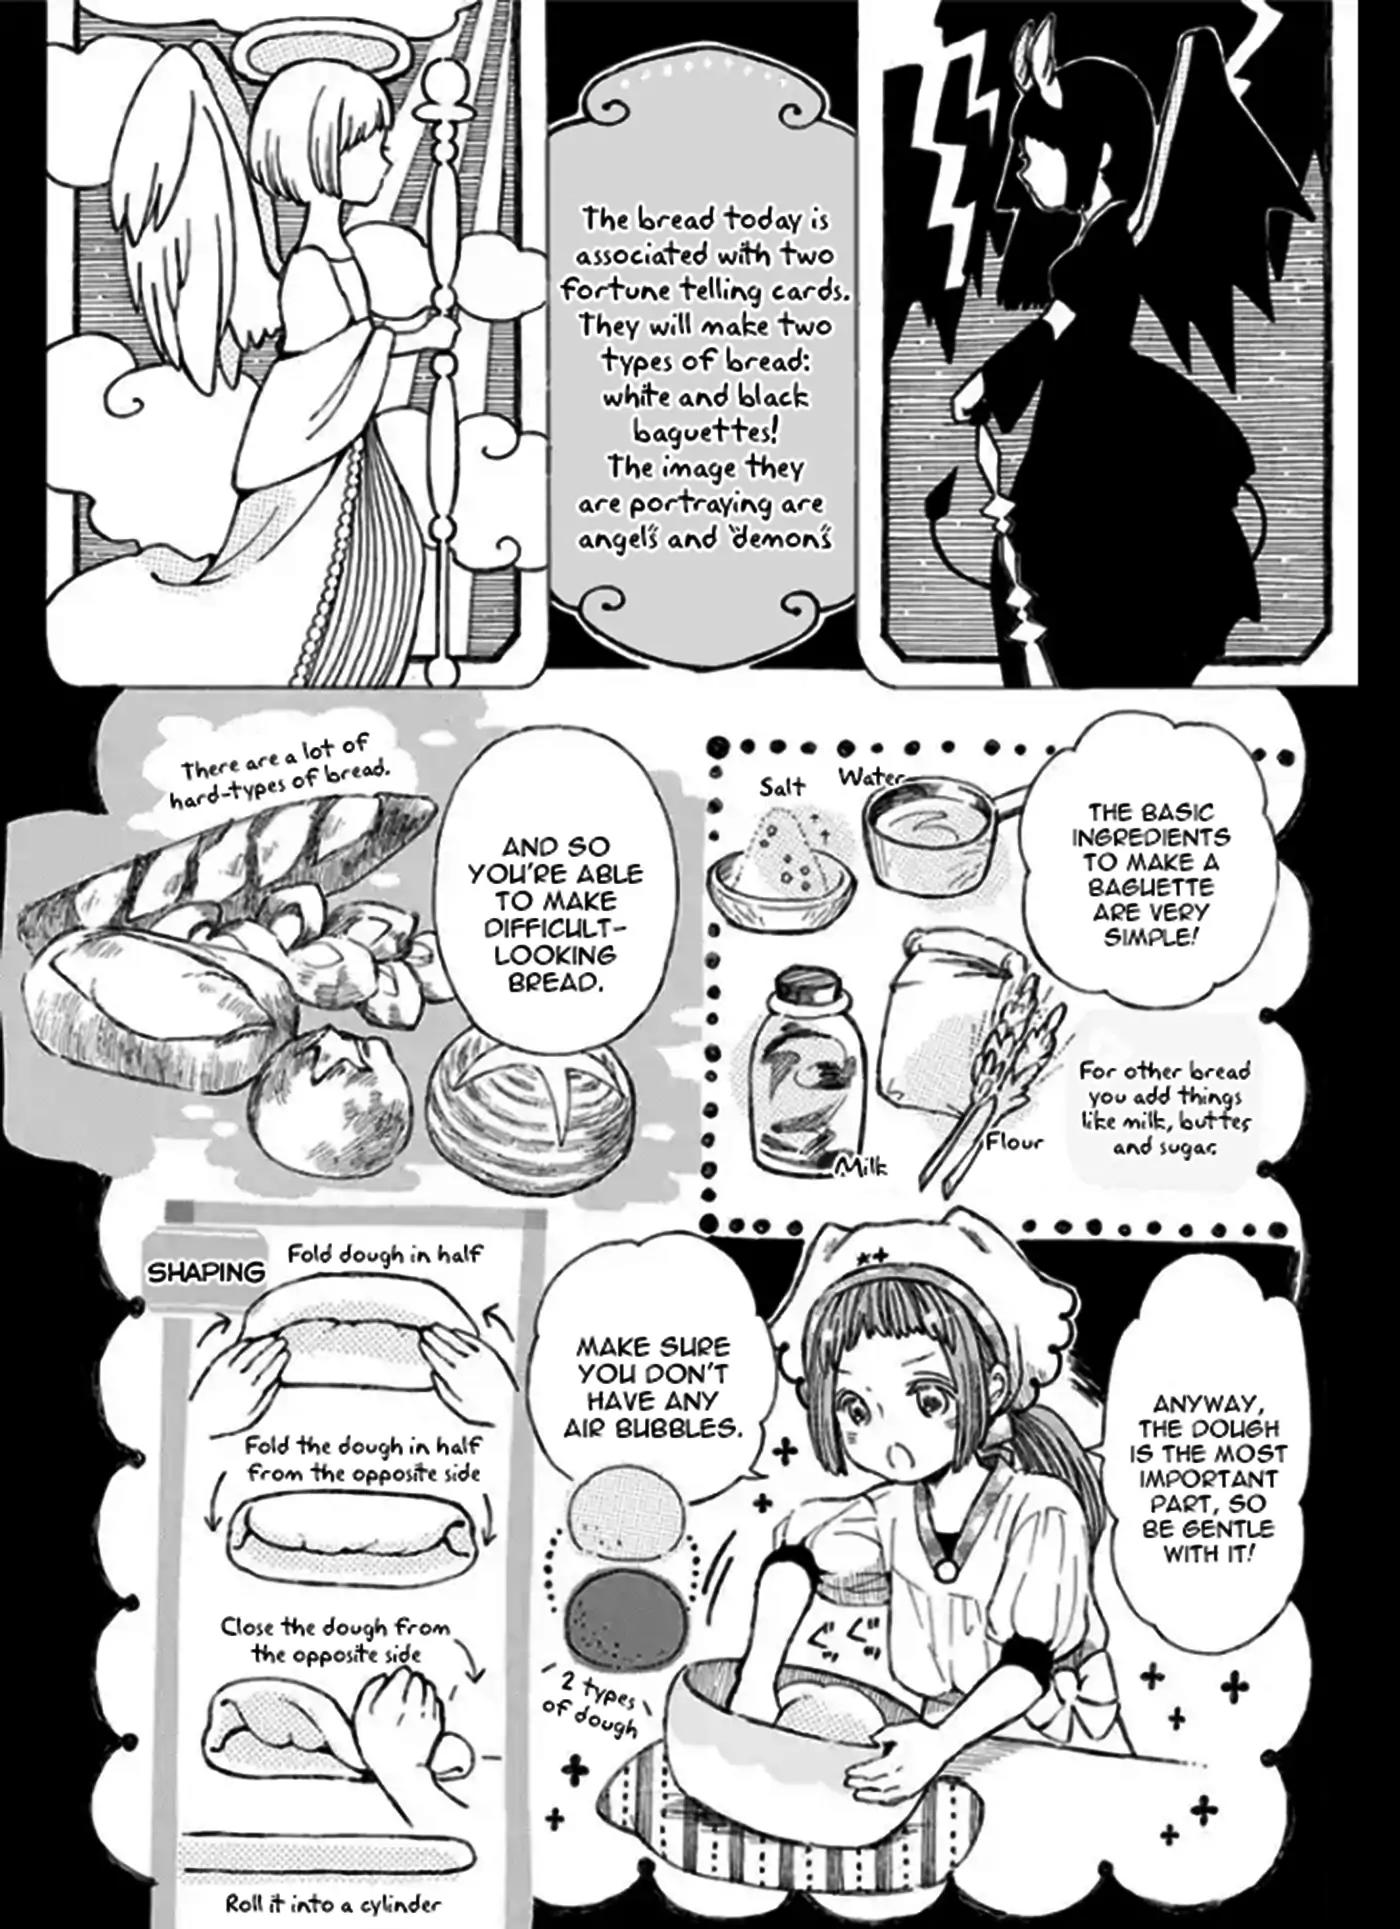 The bread today is
associated with two
fortune telling cards.
They will make two
types of bread:
white and black
baguettes!
The image they
are portraying are
angel"s and "demon"s
There are a lot of
hard-types of bread.
AND SO
YOU'RE ABLE
TO MAKE
DIFFICULT-
LOOKING
BREAD.
Salt
Water
Milk
Flour
THE BASIC
INGREDIENTS
TO MAKE A
BAGUETTE
ARE VERY
SIMPLE!
For other bread
you add things
like milk, butter,
and sugar.
SHAPING
Fold dough in half
Fold the dough in half
from the opposite side
Close the dough from
the opposite side
Roll it into a cylinder
MAKE SURE
YOU DON'T
HAVE ANY
AIR BUBBLES.
2 types
of dough
ぐ ぐ
ANYWAY,
THE DOUGH
IS THE MOST
IMPORTANT
PART, SO
BE GENTLE
WITH IT!